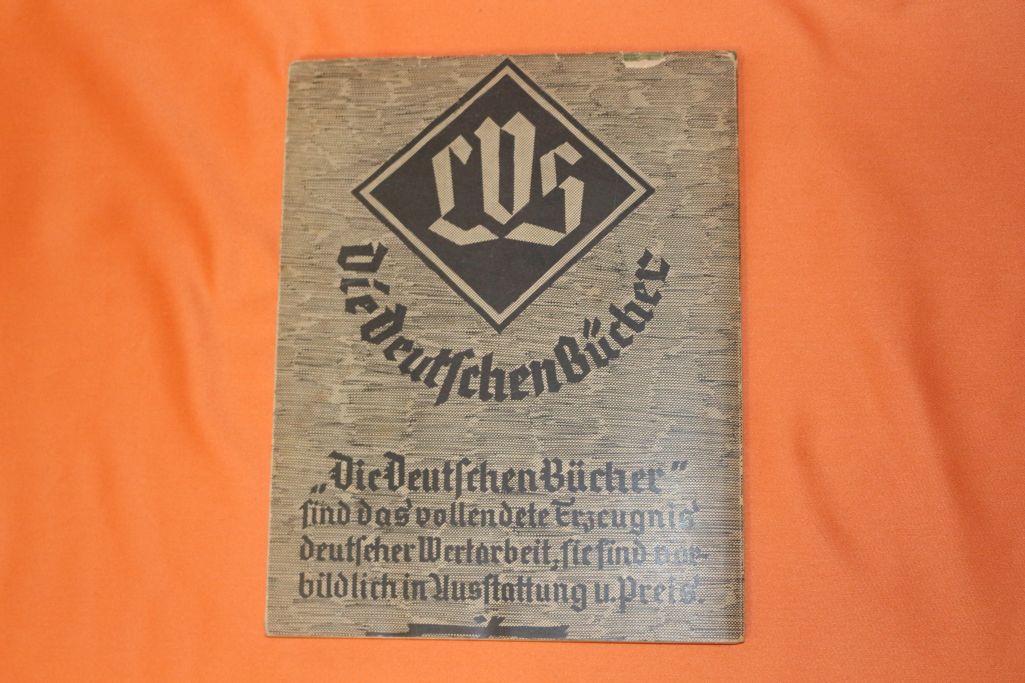 LDS
Die Deutschen Bücher
„Die Deutschen Bücher"
sind das vollendete Erzeugnis
deutscher Wertarbeit, sie sind vor-
bildlich in Ausstattung u. Preis.